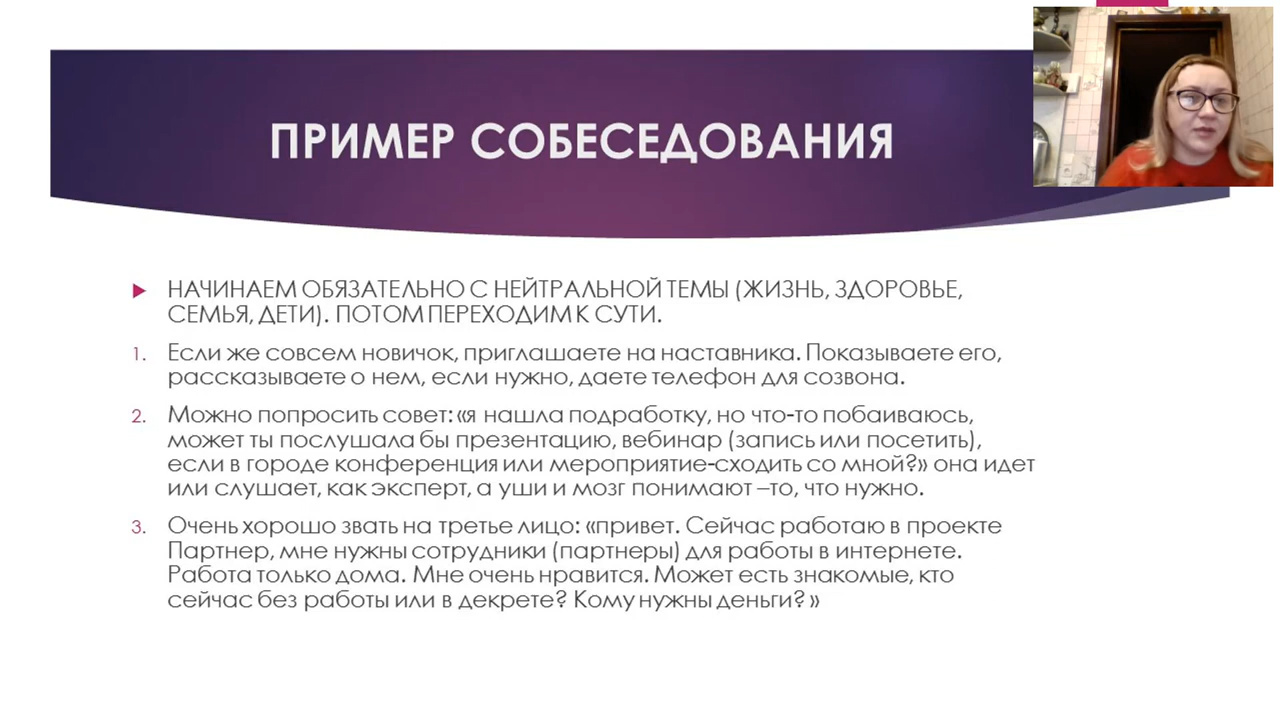 ПРИМЕР СОБЕСЕДОВАНИЯ
НАЧИНАЕМ ОБЯЗАТЕЛЬНО С НЕЙТРАЛЬНОЙ ТЕМЫ (ЖИЗНЬ, ЗДОРОВЬЕ,
СЕМЬЯ, ДЕТИ). ПОТОМ ПЕРЕХОДИМ К СУТИ.
1. Если же совсем новичок, приглашаете на наставника. Показываете его,
рассказываете о нем, если нужно, даете телефон для созвона.
2. Можно попросить совет: «я нашла подработку, но что-то побаиваюсь,
может ты послушала бы презентацию, вебинар (запись или посетить),
если в городе конференция или мероприятие-сходить со мной?» она идет
или слушает, как эксперт, а уши и мозг понимают –то, что нужно.
3. Очень хорошо звать на третье лицо: «привет. Сейчас работаю в проекте
Партнер, мне нужны сотрудники (партнеры) для работы в интернете.
Работа только дома. Мне очень нравится. Может есть знакомые, кто
сейчас без работы или в декрете? Кому нужны деньги? »